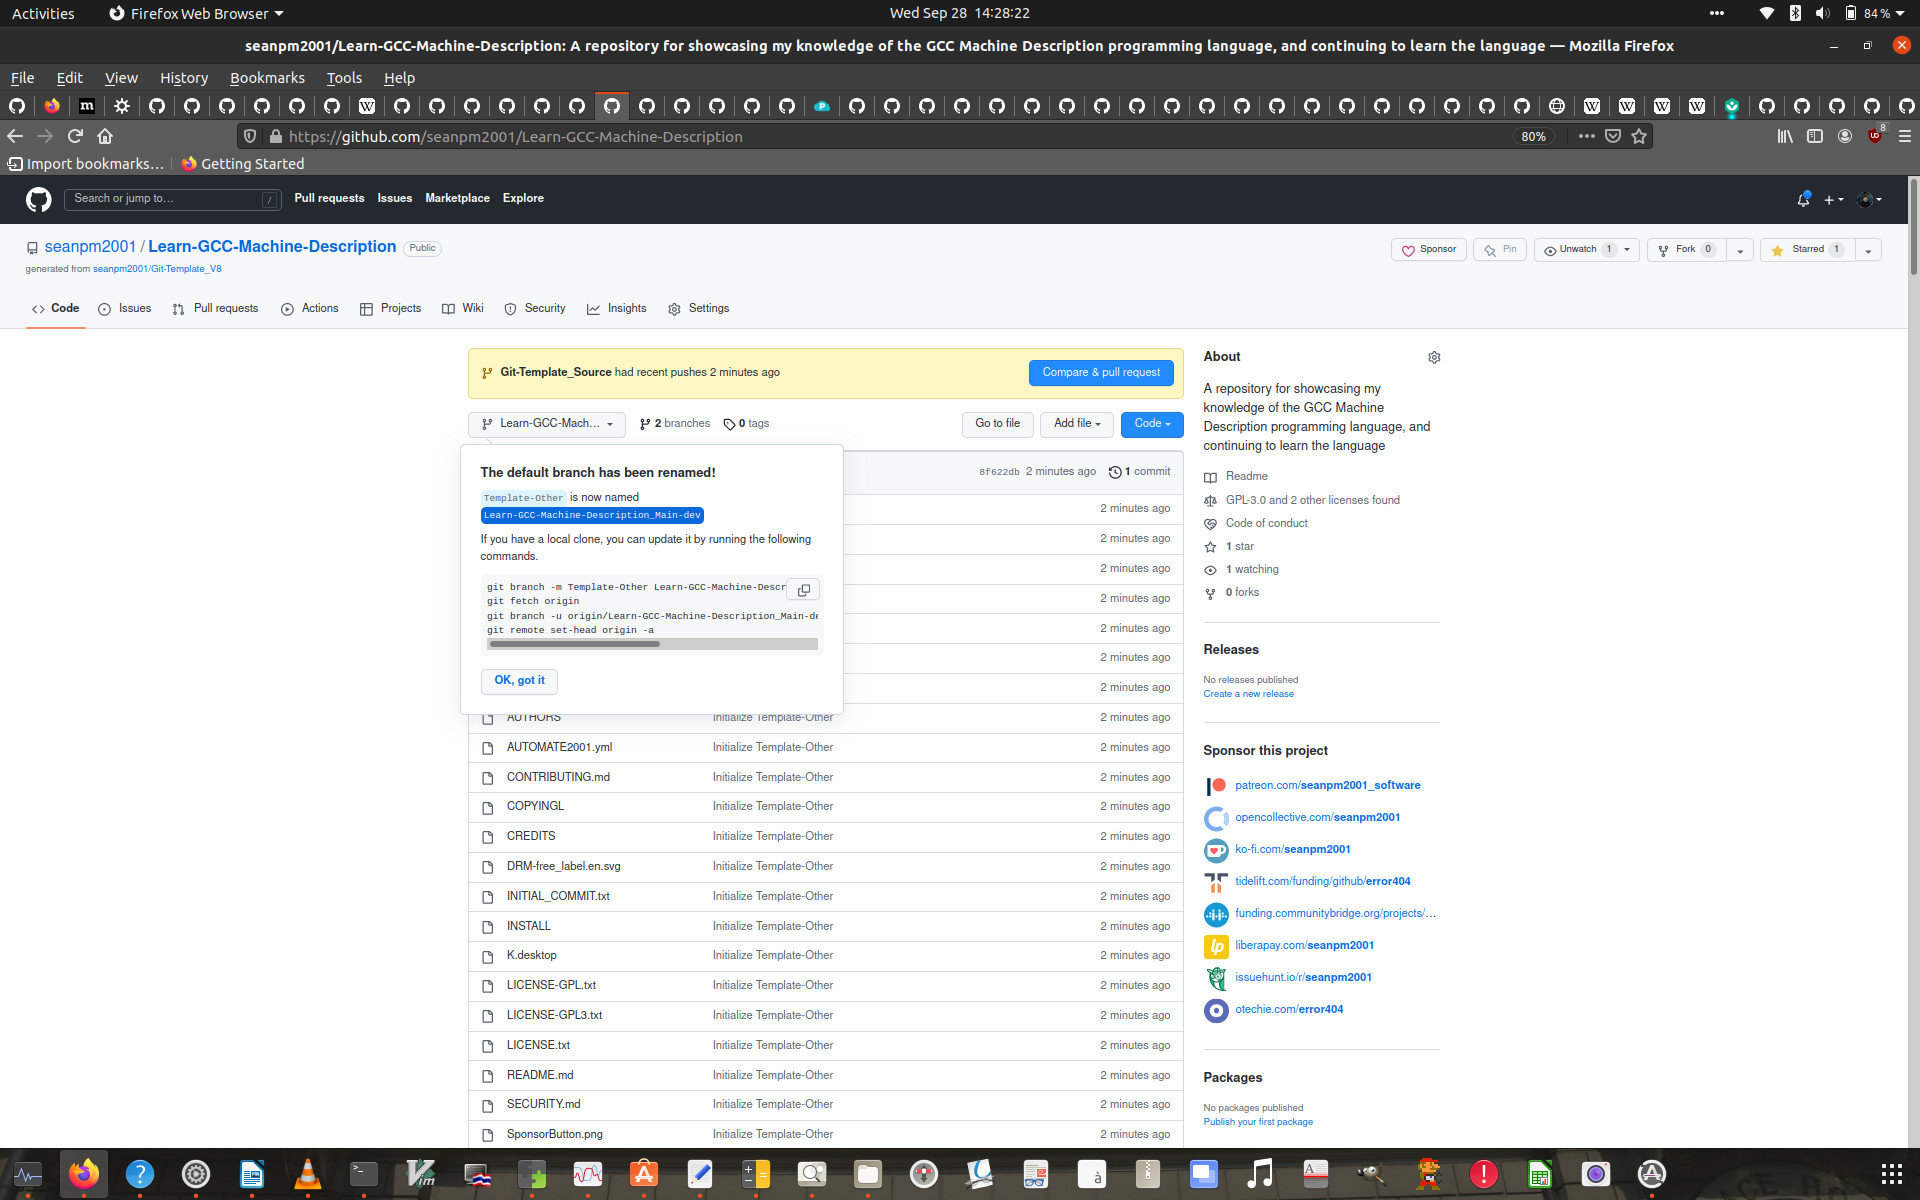 Activities
Firefox Web Browser
Wed Sep 28 14:28:22
84 %
seanpm2001/Learn-GCC-Machine-Description: A repository for showcasing my knowledge of the GCC Machine Description programming language, and continuing to learn the language — Mozilla Firefox
File Edit View History Bookmarks Tools Help
https://github.com/seanpm2001/Learn-GCC-Machine-Description
80%
8
Import bookmarks…
Getting Started
Search or jump to…
/
Pull requests Issues Marketplace Explore
seanpm2001 / Learn-GCC-Machine-Description Public
Sponsor
Pin
Unwatch 1
Fork 0
Starred 1
generated from seanpm2001/Git-Template_V8
Code Issues Pull requests Actions Projects Wiki Security Insights Settings
Git-Template_Source had recent pushes 2 minutes ago
Compare & pull request
Learn-GCC-Mach...
2 branches
0 tags
Go to file
Add file
Code
The default branch has been renamed!
Template-Other is now named
Learn-GCC-Machine-Description_Main-dev
If you have a local clone, you can update it by running the following
commands.
git branch -m Template-Other Learn-GCC-Machine-Descr
git fetch origin
git branch -u origin/Learn-GCC-Machine-Description_Main-de
git remote set-head origin -a
OK, got it
8f622db 2 minutes ago 1 commit
2 minutes ago
2 minutes ago
2 minutes ago
2 minutes ago
2 minutes ago
2 minutes ago
2 minutes ago
AUTHORS Initialize Template-Other 2 minutes ago
AUTOMATE2001.yml Initialize Template-Other 2 minutes ago
CONTRIBUTING.md Initialize Template-Other 2 minutes ago
COPYINGL Initialize Template-Other 2 minutes ago
CREDITS Initialize Template-Other 2 minutes ago
DRM-free_label.en.svg Initialize Template-Other 2 minutes ago
INITIAL_COMMIT.txt Initialize Template-Other 2 minutes ago
INSTALL Initialize Template-Other 2 minutes ago
K.desktop Initialize Template-Other 2 minutes ago
LICENSE-GPL.txt Initialize Template-Other 2 minutes ago
LICENSE-GPL3.txt Initialize Template-Other 2 minutes ago
LICENSE.txt Initialize Template-Other 2 minutes ago
README.md Initialize Template-Other 2 minutes ago
SECURITY.md Initialize Template-Other 2 minutes ago
SponsorButton.png Initialize Template-Other 2 minutes ago
About
A repository for showcasing my
knowledge of the GCC Machine
Description programming language, and
continuing to learn the language
Readme
GPL-3.0 and 2 other licenses found
Code of conduct
1 star
1 watching
0 forks
Releases
No releases published
Create a new release
Sponsor this project
patreon.com/seanpm2001_software
opencollective.com/seanpm2001
ko-fi.com/seanpm2001
tidelift.com/funding/github/error404
funding.communitybridge.org/projects/…
liberapay.com/seanpm2001
issuehunt.io/r/seanpm2001
otechie.com/error404
Packages
No packages published
Publish your first package